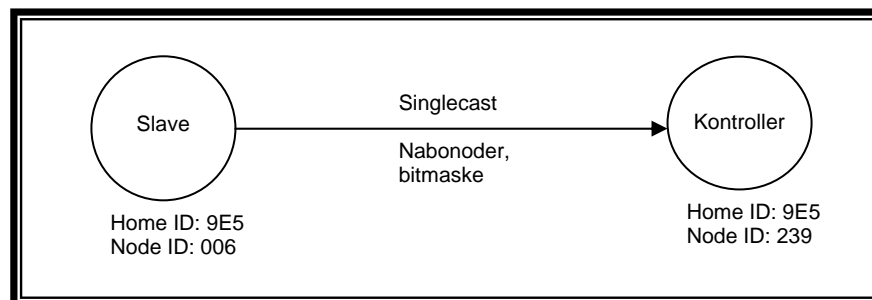 Slave
Singlecast
Nabonoder,
bitmaske
Kontroller
Home ID: 9E5
Node ID: 006
Home ID: 9E5
Node ID: 239